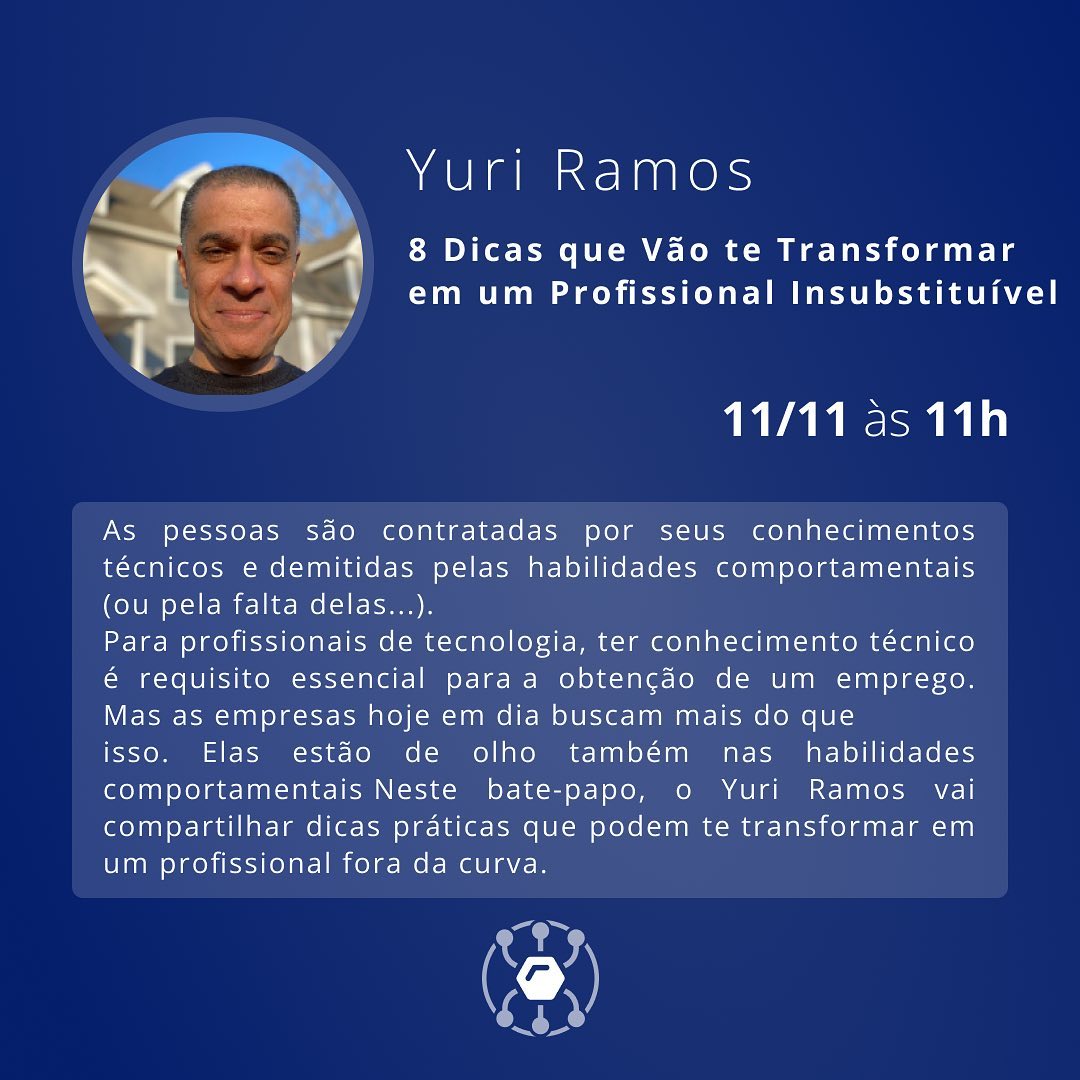 Yuri Ramos
8 Dicas que Vão te Transformar
em um Profissional Insubstituível
11/11 às 11h
As pessoas são contratadas por seus conhecimentos
técnicos e demitidas pelas habilidades comportamentais
(ou pela falta delas...).
Para profissionais de tecnologia, ter conhecimento técnico
é requisito essencial para a obtenção de um emprego.
Mas as empresas hoje em dia buscam mais do que
isso. Elas estão de olho também nas habilidades
comportamentais Neste bate-papo, o Yuri Ramos vai
compartilhar dicas práticas que podem te transformar em
um profissional fora da curva.